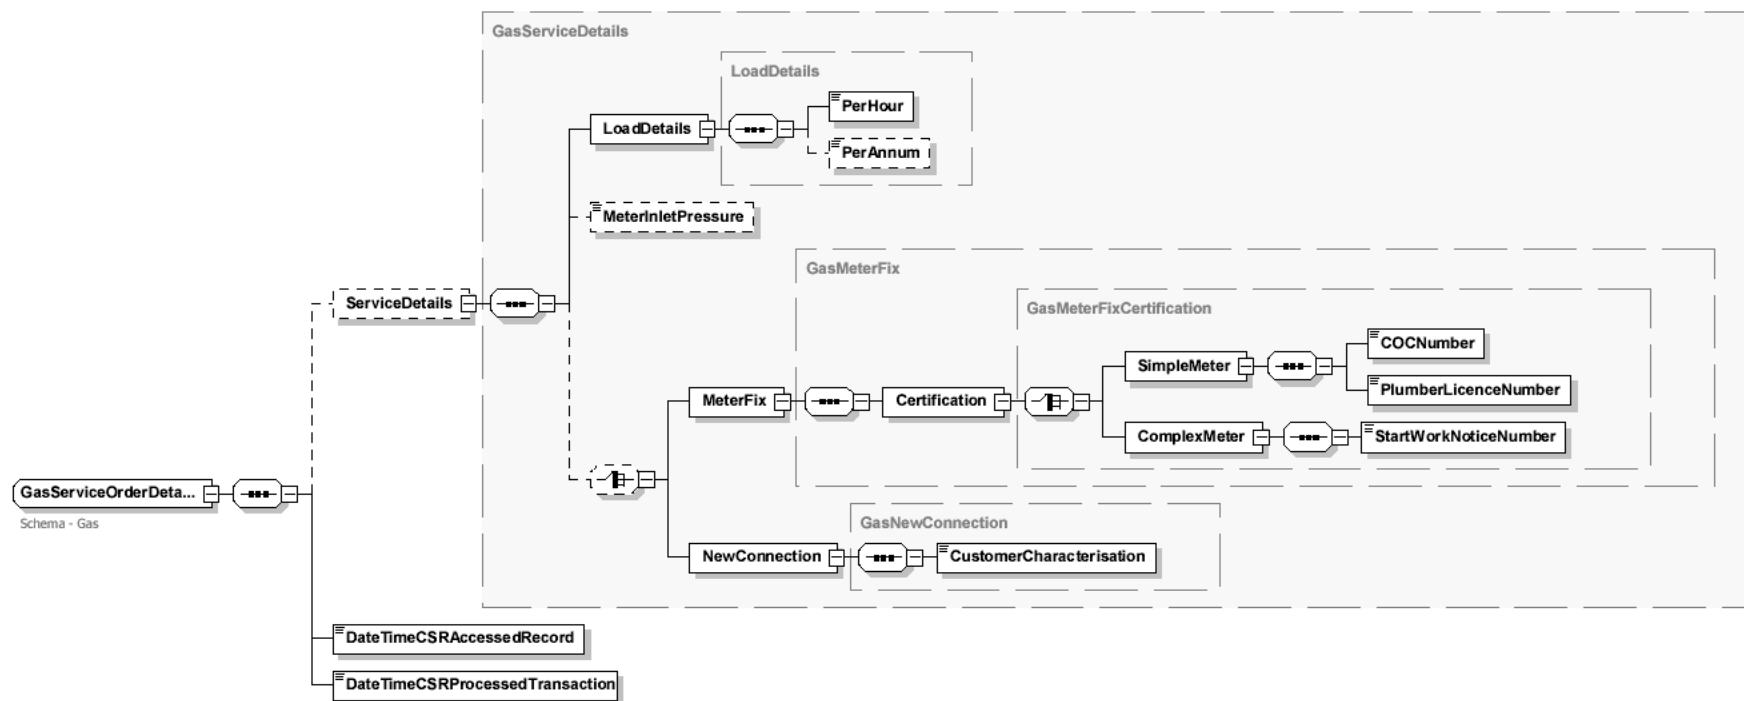 GasServiceDetails
LoadDetails
PerHour
LoadDetails
PerAnnum
MeterInletPressure
GasMeterFix
ServiceDetails
GasMeterFixCertification
COCNumber
SimpleMeter
PlumberLicenceNumber
MeterFix
Certification
ComplexMeter
StartWorkNoticeNumber
GasServiceOrderDeta...
Schema - Gas
GasNewConnection
NewConnection
CustomerCharacterisation
DateTimeCSRAccessedRecord
DateTimeCSRProcessedTransaction